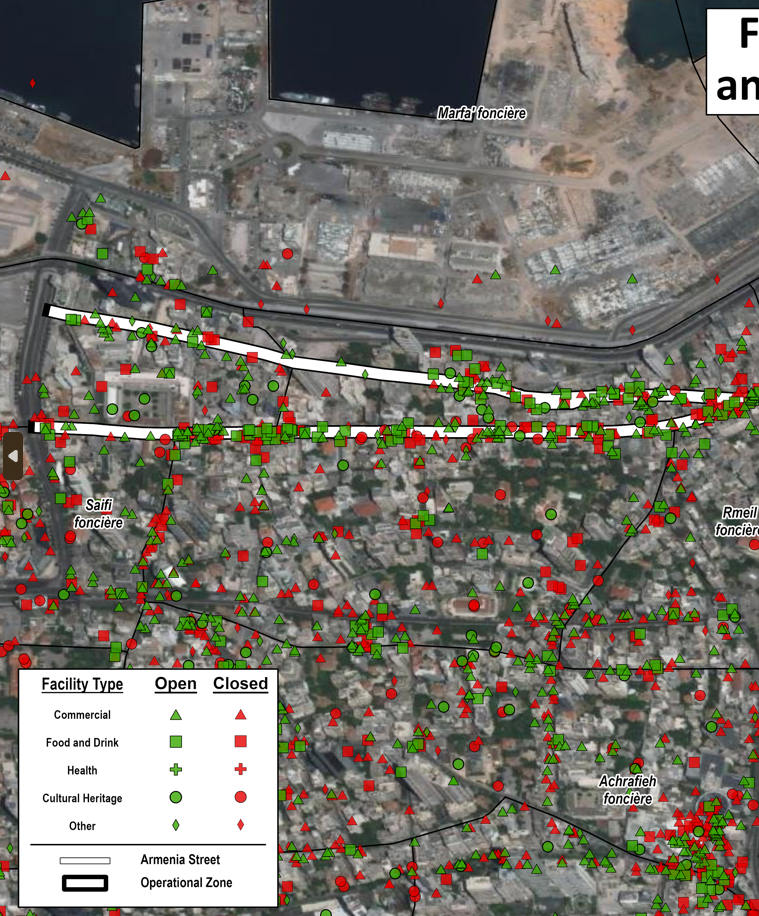 F
an
Marfa' foncière
Saifi
foncière
Rmeil
foncière
Achrafieh
foncière
Facility Type Open Closed
Commercial
Food and Drink
Health
Cultural Heritage
Other
Armenia Street
Operational Zone